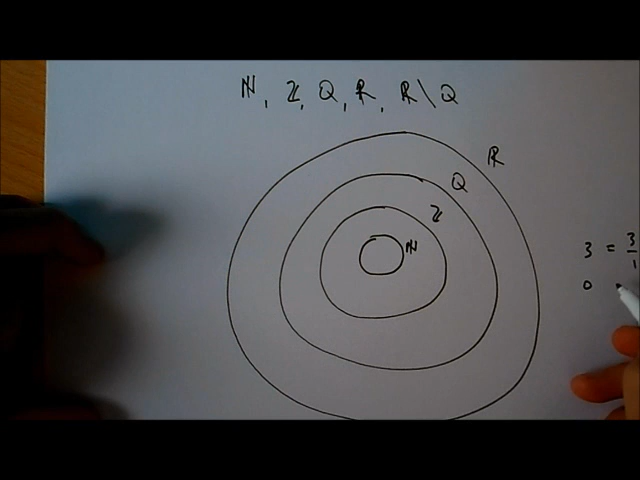 ℕ, ℤ, ℚ, ℝ, ℝ\ℚ
ℝ
ℚ
ℤ
ℕ
3 = 3/1
0